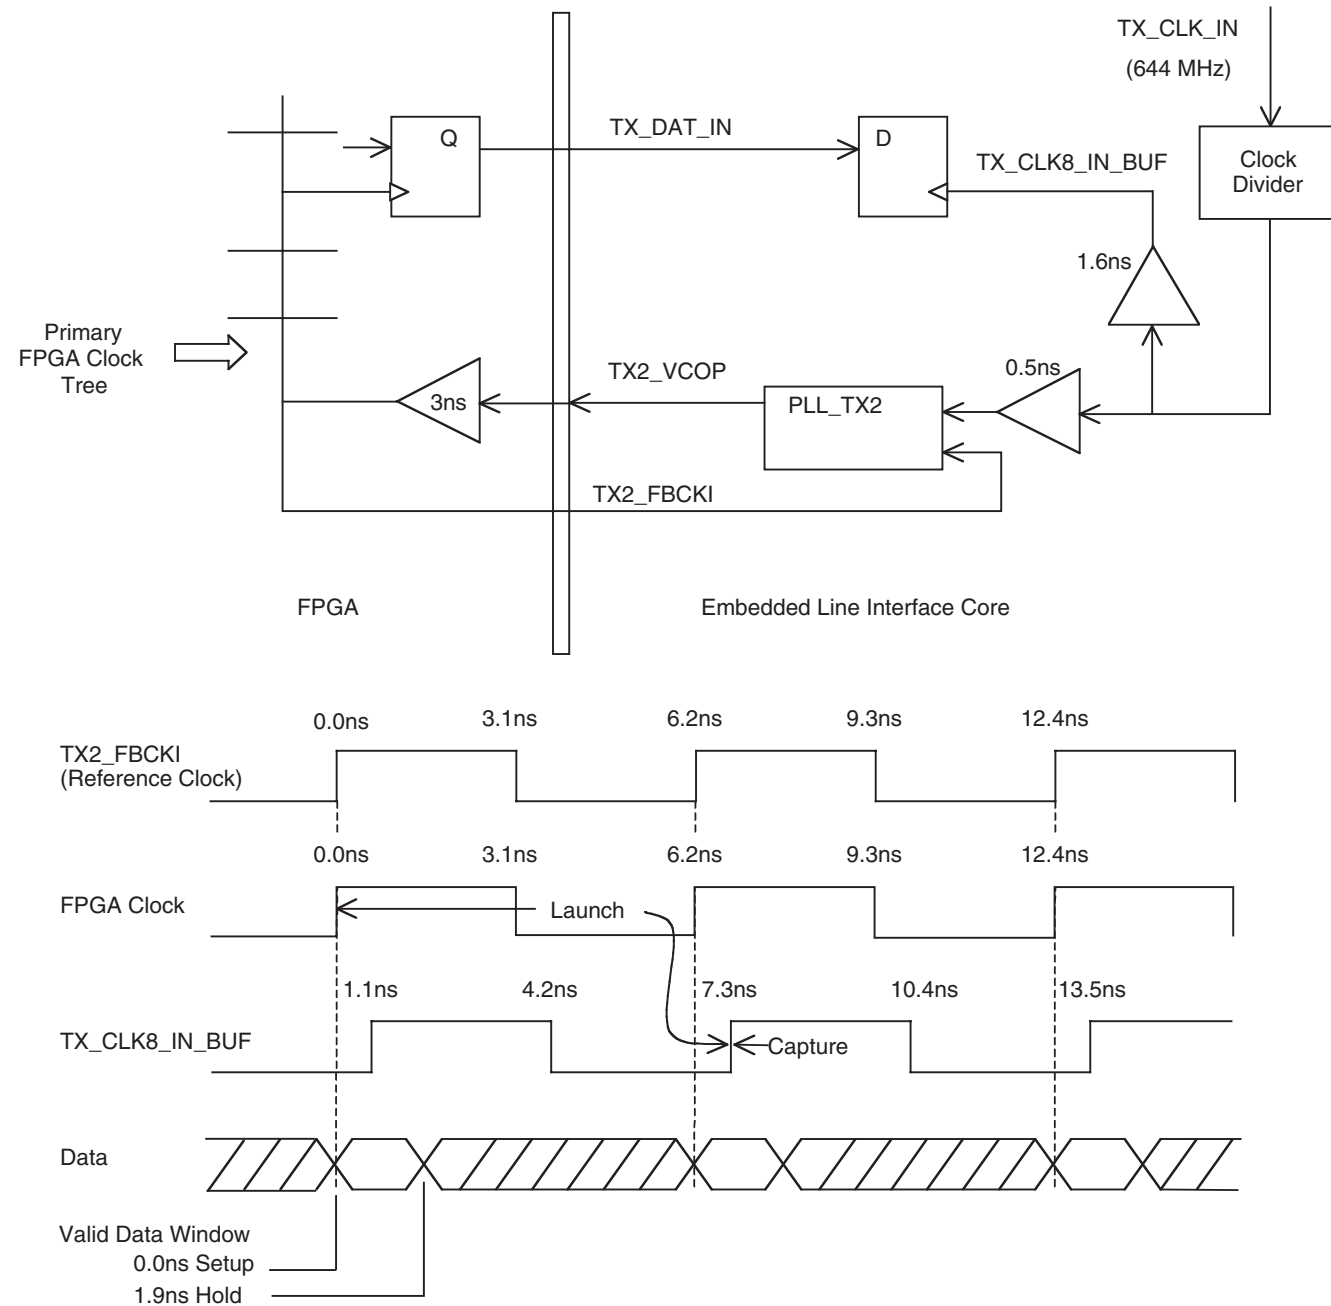 TX_CLK_IN
(644 MHz)
Q
TX_DAT_IN
D
TX_CLK8_IN_BUF
Clock
Divider
1.6ns
Primary
FPGA Clock
Tree
3ns
TX2_VCOP
PLL_TX2
0.5ns
TX2_FBCKI
FPGA
Embedded Line Interface Core
0.0ns
3.1ns
6.2ns
9.3ns
12.4ns
TX2_FBCKI
(Reference Clock)
0.0ns
3.1ns
6.2ns
9.3ns
12.4ns
FPGA Clock
Launch
1.1ns
4.2ns
7.3ns
10.4ns
13.5ns
TX_CLK8_IN_BUF
Capture
Data
Valid Data Window
0.0ns Setup
1.9ns Hold